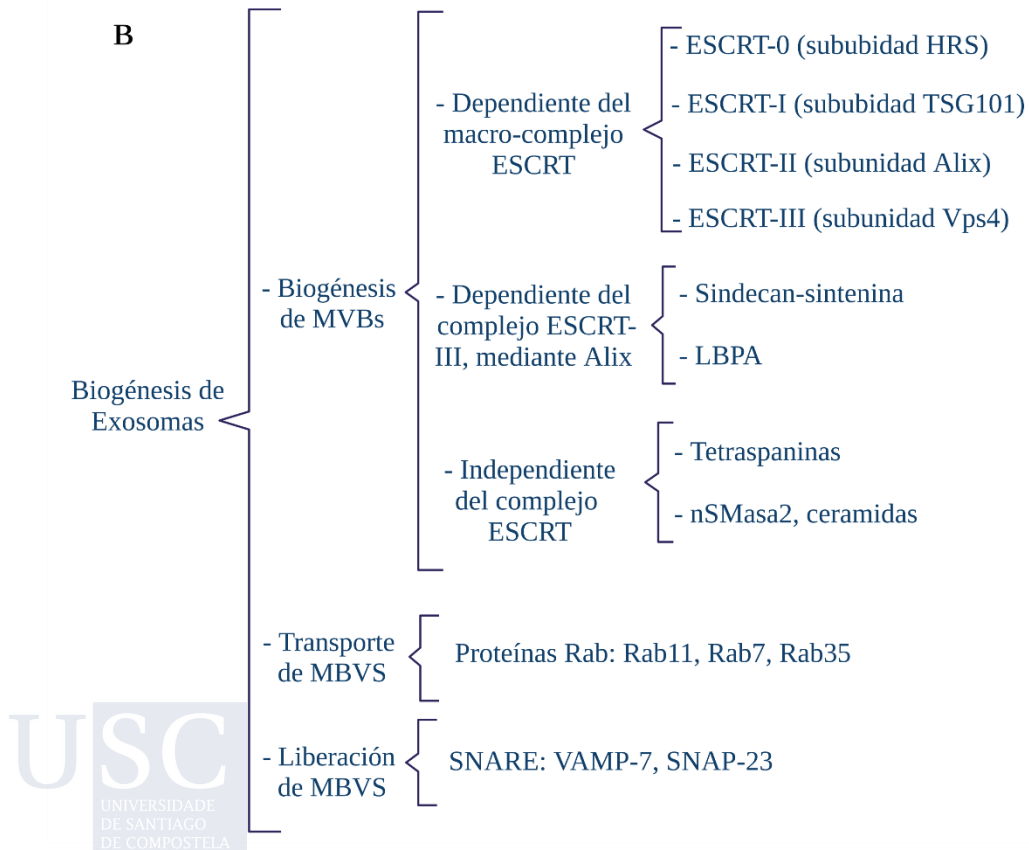 B
Biogénesis de
Exosomas
- Biogénesis
de MVBs
- Dependiente del
macro-complejo
ESCRT
- ESCRT-0 (sububidad HRS)
- ESCRT-I (sububidad TSG101)
- ESCRT-II (subunidad Alix)
- ESCRT-III (subunidad Vps4)
- Dependiente del
complejo ESCRT-
III, mediante Alix
- Sindecan-sintenina
- LBPA
- Independiente
del complejo
ESCRT
- Tetraspaninas
- nSMasa2, ceramidas
- Transporte
de MBVS
Proteínas Rab: Rab11, Rab7, Rab35
- Liberación
de MBVS
SNARE: VAMP-7, SNAP-23
USC
UNIVERSIDADE
DE SANTIAGO
DE COMPOSTELA